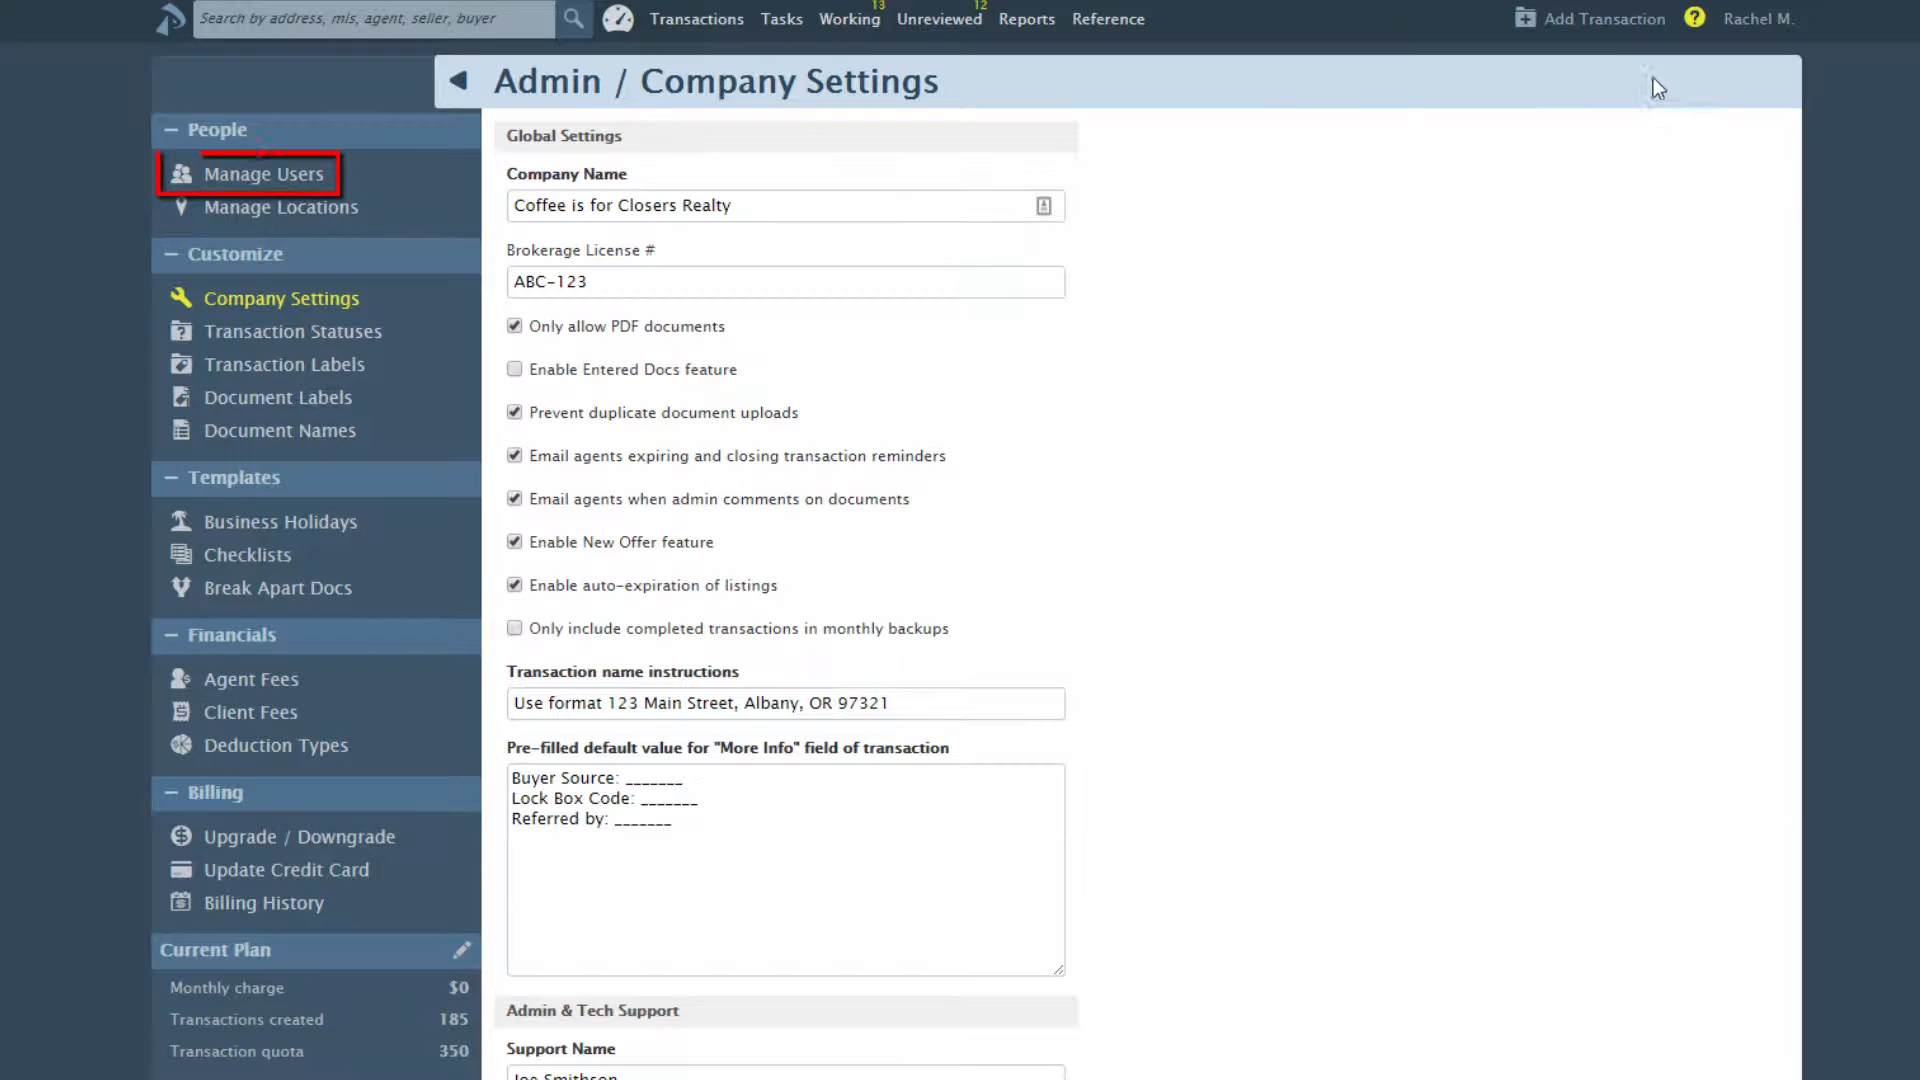 Search by address, mls, agent, seller, buyer
Transactions
Tasks
Working 13
Unreviewed 12
Reports
Reference
Add Transaction
?
Rachel M.
Admin / Company Settings
People
Manage Users
Manage Locations
Customize
Company Settings
Transaction Statuses
Transaction Labels
Document Labels
Document Names
Templates
Business Holidays
Checklists
Break Apart Docs
Financials
Agent Fees
Client Fees
Deduction Types
Billing
Upgrade / Downgrade
Update Credit Card
Billing History
Current Plan
Monthly charge $0
Transactions created 185
Transaction quota 350
Global Settings
Company Name
Coffee is for Closers Realty
Brokerage License #
ABC-123
Only allow PDF documents
Enable Entered Docs feature
Prevent duplicate document uploads
Email agents expiring and closing transaction reminders
Email agents when admin comments on documents
Enable New Offer feature
Enable auto-expiration of listings
Only include completed transactions in monthly backups
Transaction name instructions
Use format 123 Main Street, Albany, OR 97321
Pre-filled default value for "More Info" field of transaction
Buyer Source: _______
Lock Box Code: _______
Referred by: _______
Admin & Tech Support
Support Name
Joe Smithson